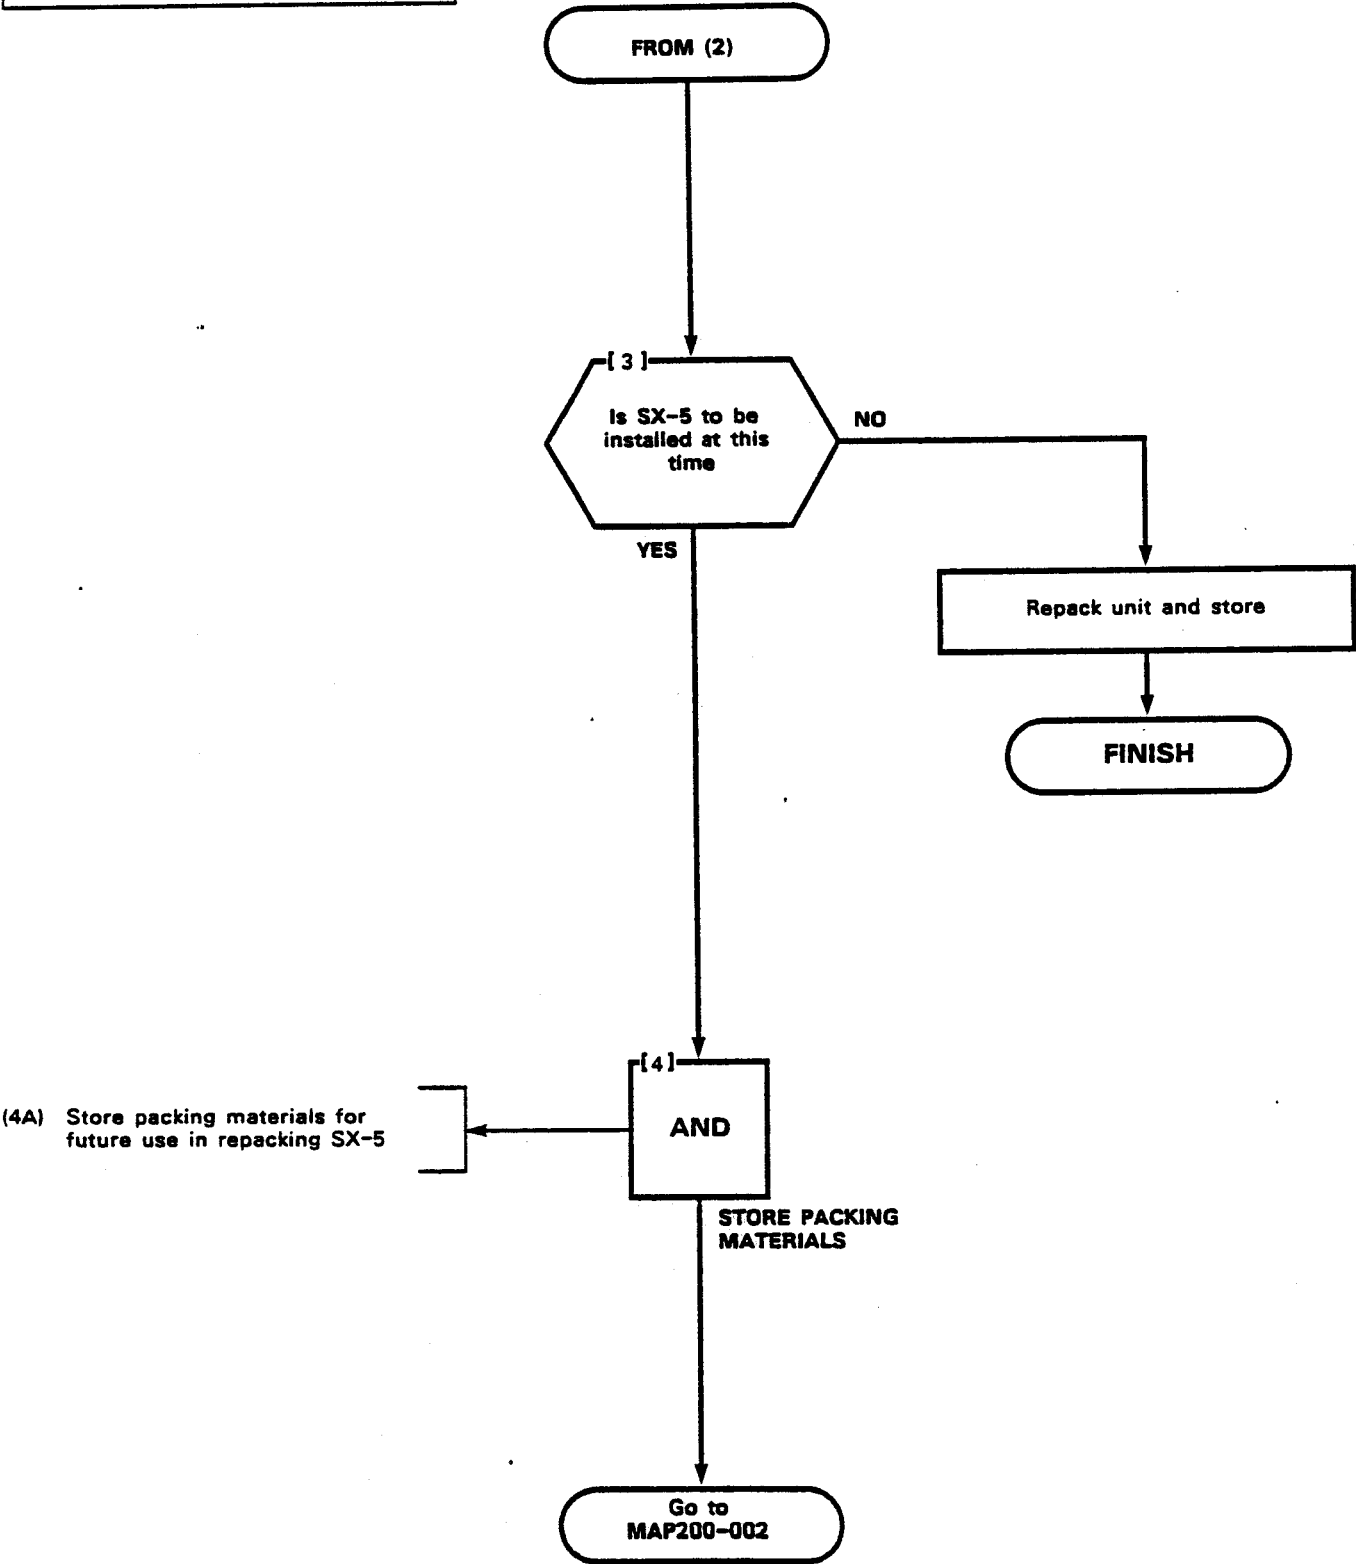 FROM (2)
[ 3 ]
Is SX-5 to be
installed at this
time
NO
YES
Repack unit and store
FINISH
[4]
AND
(4A) Store packing materials for
future use in repacking SX-5
STORE PACKING
MATERIALS
Go to
MAP200-002